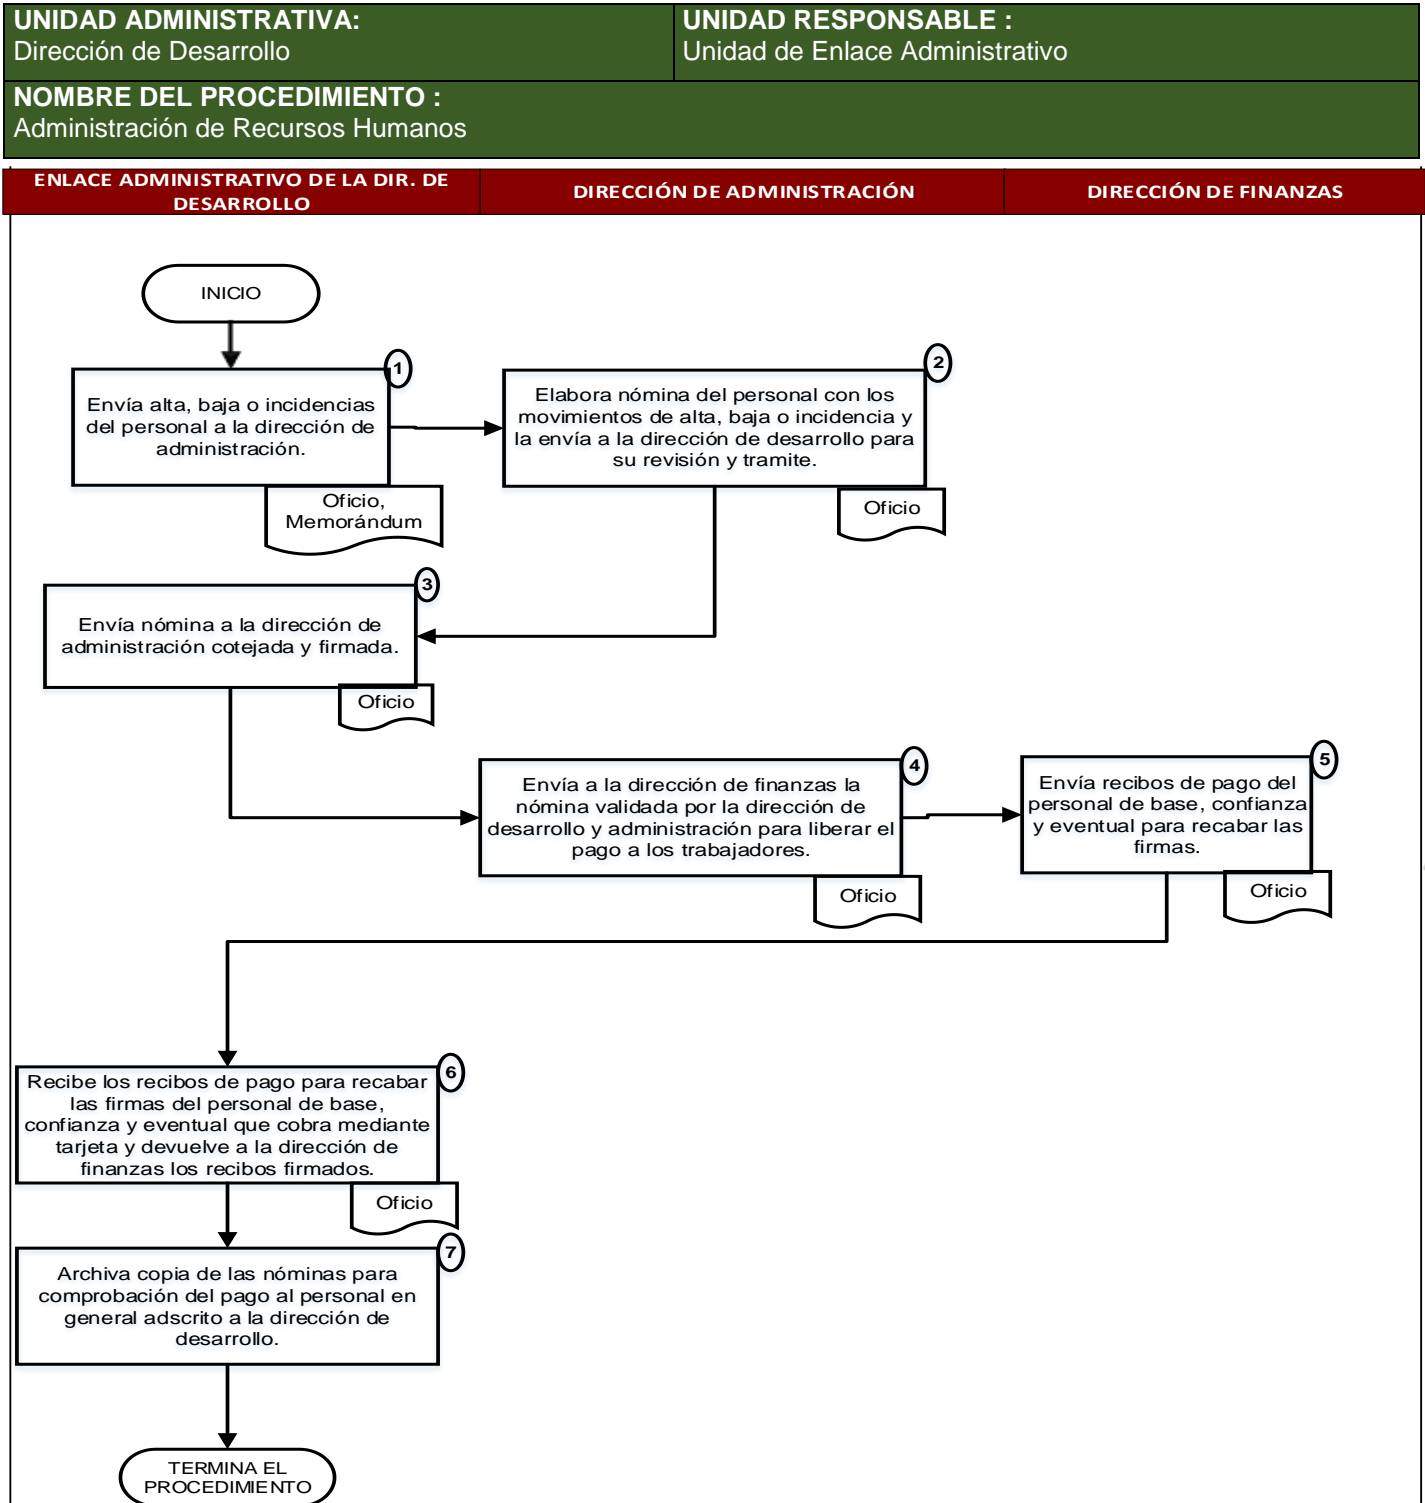 UNIDAD ADMINISTRATIVA:
Dirección de Desarrollo
UNIDAD RESPONSABLE :
Unidad de Enlace Administrativo
NOMBRE DEL PROCEDIMIENTO :
Administración de Recursos Humanos
ENLACE ADMINISTRATIVO DE LA DIR. DE
DESARROLLO
DIRECCIÓN DE ADMINISTRACIÓN
DIRECCIÓN DE FINANZAS
INICIO
1
Envía alta, baja o incidencias
del personal a la dirección de
administración.
Oficio,
Memorándum
2
Elabora nómina del personal con los
movimientos de alta, baja o incidencia y
la envía a la dirección de desarrollo para
su revisión y tramite.
Oficio
3
Envía nómina a la dirección de
administración cotejada y firmada.
Oficio
4
Envía a la dirección de finanzas la
nómina validada por la dirección de
desarrollo y administración para liberar el
pago a los trabajadores.
Oficio
5
Envía recibos de pago del
personal de base, confianza
y eventual para recabar las
firmas.
Oficio
6
Recibe los recibos de pago para recabar
las firmas del personal de base,
confianza y eventual que cobra mediante
tarjeta y devuelve a la dirección de
finanzas los recibos firmados.
Oficio
7
Archiva copia de las nóminas para
comprobación del pago al personal en
general adscrito a la dirección de
desarrollo.
TERMINA EL
PROCEDIMIENTO